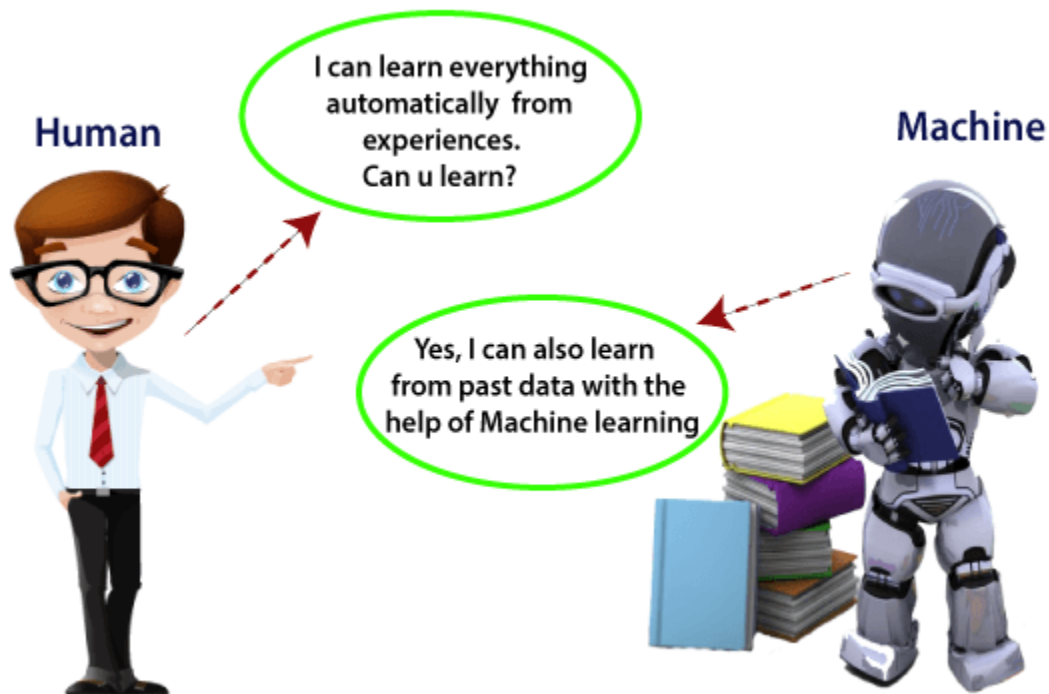 Human
I can learn everything
automatically from
experiences.
Can u learn?
Machine
Yes, I can also learn
from past data with the
help of Machine learning